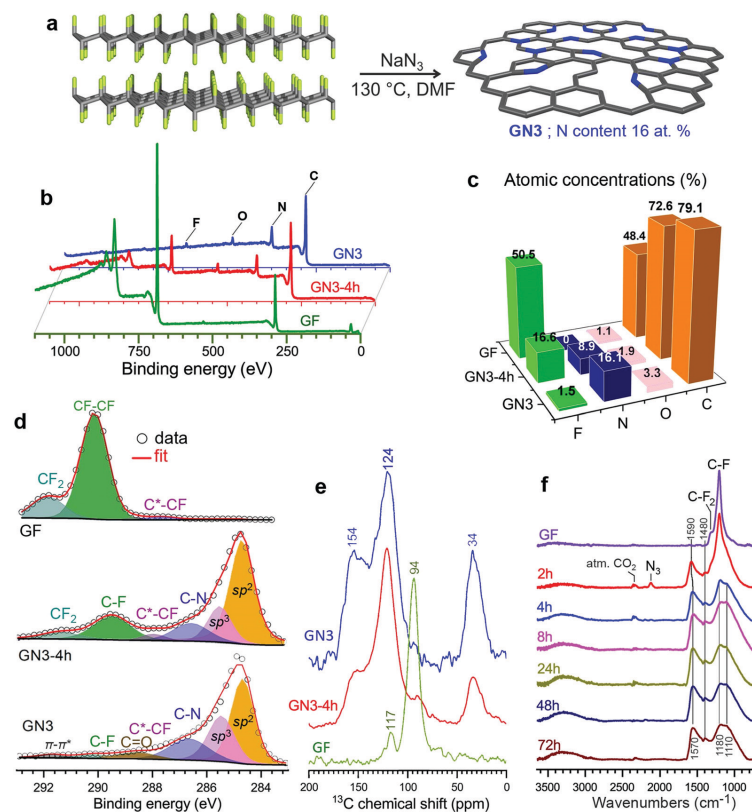 a
NaN3
130 °C, DMF
GN3 ; N content 16 at. %
b
F
O
N
C
GN3
GN3-4h
GF
1000
750
500
250
0
Binding energy (eV)
c
Atomic concentrations (%)
50.5
16.6
1.5
0
8.9
16.1
1.1
1.9
3.3
48.4
72.6
79.1
GF
GN3-4h
GN3
F
N
O
C
d
CF-CF
data
fit
CF2
C*-CF
GF
CF2
C-F
C*-CF
C-N
sp3
sp2
GN3-4h
GN3
π-π*
C-F
C=O
C*-CF
C-N
sp3
sp2
292
290
288
286
284
Binding energy (eV)
e
154
124
34
94
117
GN3
GN3-4h
GF
200
150
100
50
0
13C chemical shift (ppm)
f
C-F
C-F2
1590
1480
atm. CO2
N3
GF
2h
4h
8h
24h
48h
72h
1570
1180
1110
3500
3000
2500
2000
1500
1000
Wavenumbers (cm-1)